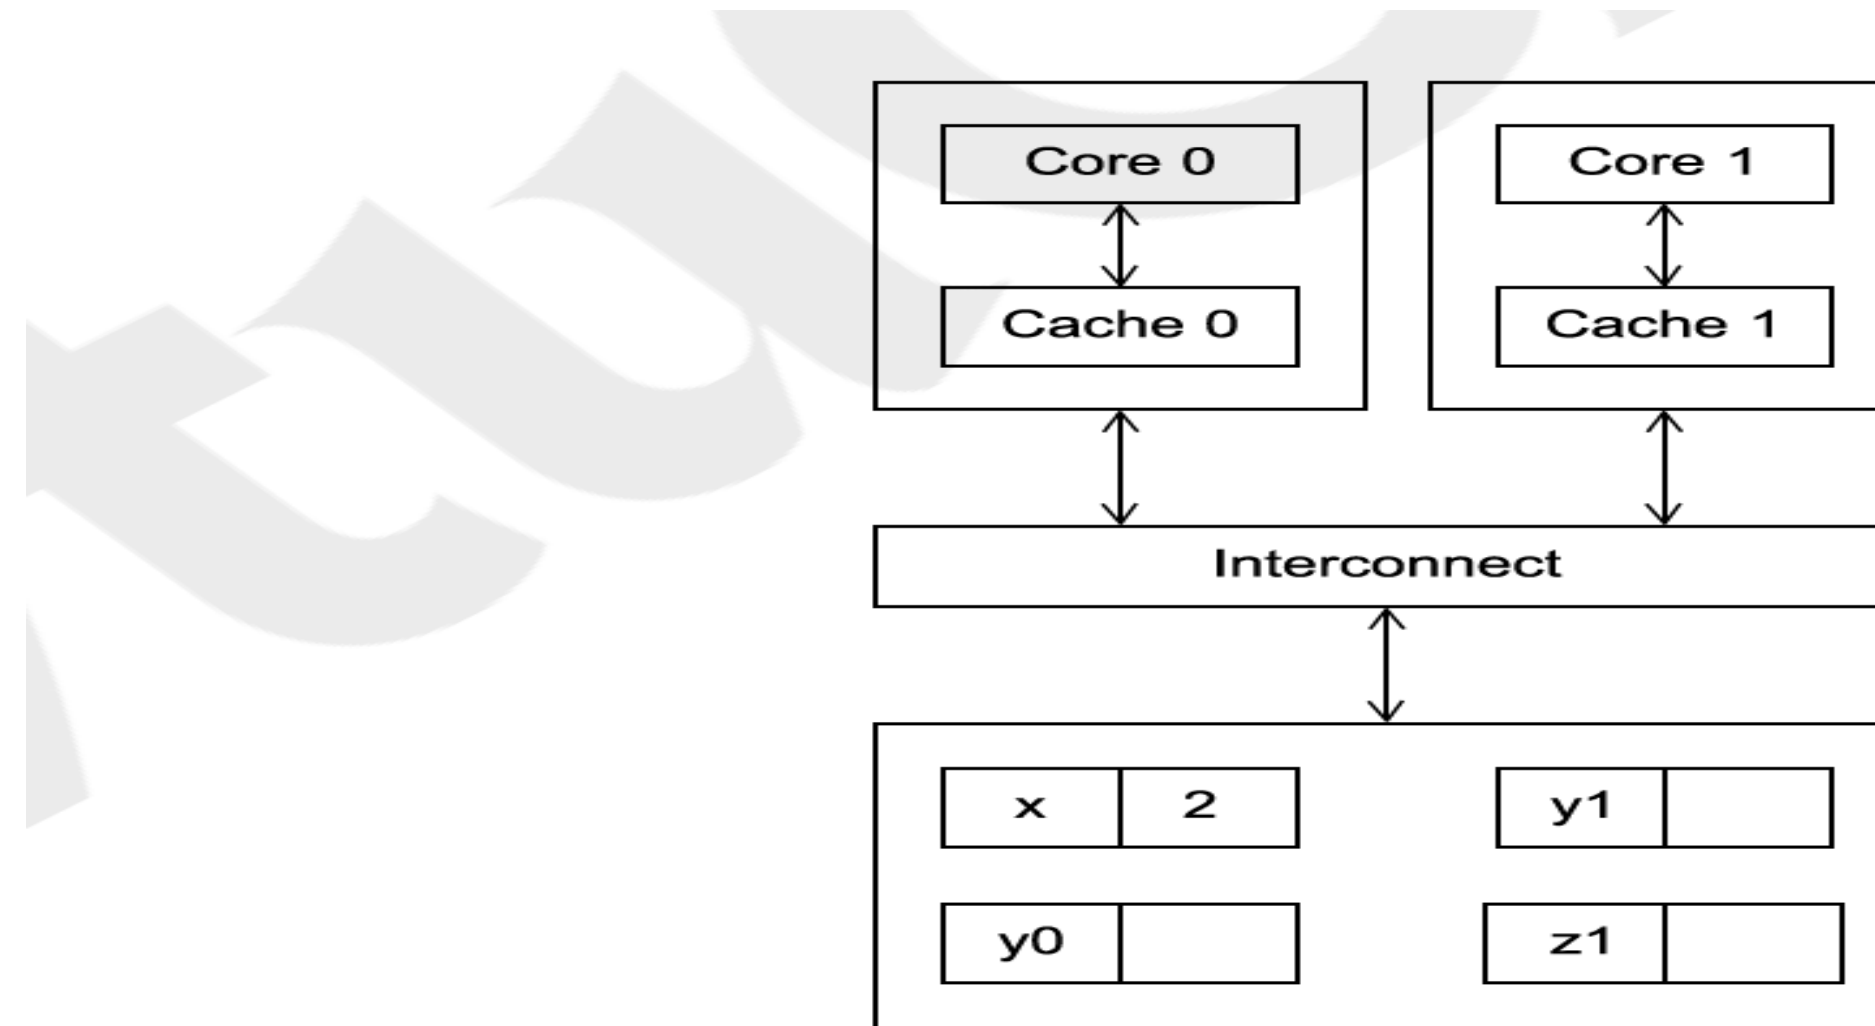 Core 0
Core 1
Cache 0
Cache 1
Interconnect
x 2
y1
y0
z1